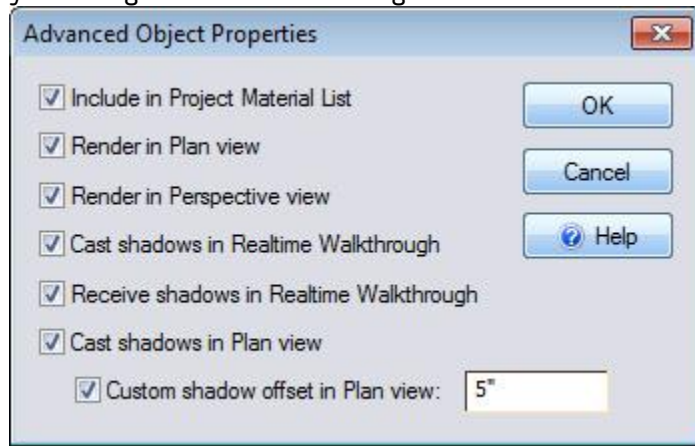 Advanced Object Properties
Include in Project Material List
OK
Render in Plan view
Cancel
Render in Perspective view
Help
Cast shadows in Realtime Walkthrough
Receive shadows in Realtime Walkthrough
Cast shadows in Plan view
Custom shadow offset in Plan view: 5"